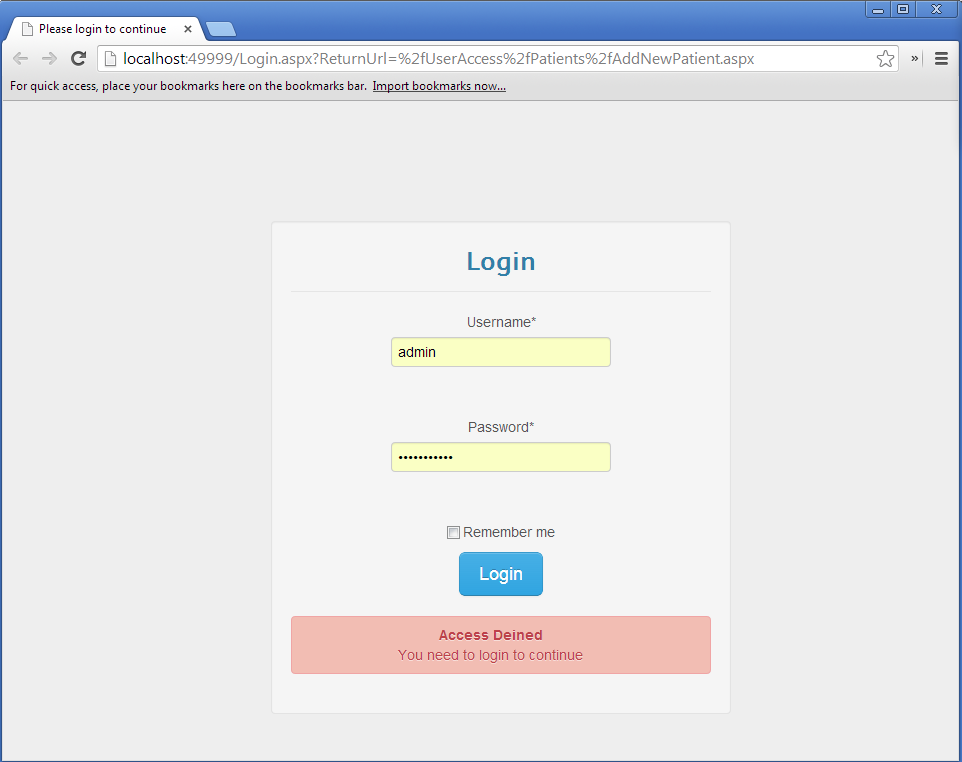 Please login to continue
localhost:49999/Login.aspx?ReturnUrl=%2fUserAccess%2fPatients%2fAddNewPatient.aspx
For quick access, place your bookmarks here on the bookmarks bar. Import bookmarks now...
Login
Username*
admin
Password*
•••••••••••
Remember me
Login
Access Deined
You need to login to continue